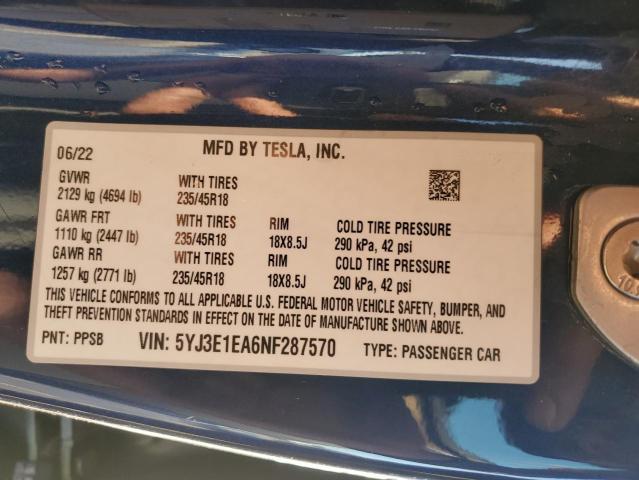 06/22 MFD BY TESLA, INC.
GVWR WITH TIRES
2129 kg (4694 lb) 235/45R18
GAWR FRT WITH TIRES RIM COLD TIRE PRESSURE
1110 kg (2447 lb) 235/45R18 18X8.5J 290 kPa, 42 psi
GAWR RR WITH TIRES RIM COLD TIRE PRESSURE
1257 kg (2771 lb) 235/45R18 18X8.5J 290 kPa, 42 psi
THIS VEHICLE CONFORMS TO ALL APPLICABLE U.S. FEDERAL MOTOR VEHICLE SAFETY, BUMPER, AND
THEFT PREVENTION STANDARDS IN EFFECT ON THE DATE OF MANUFACTURE SHOWN ABOVE.
PNT: PPSB VIN: 5YJ3E1EA6NF287570 TYPE: PASSENGER CAR